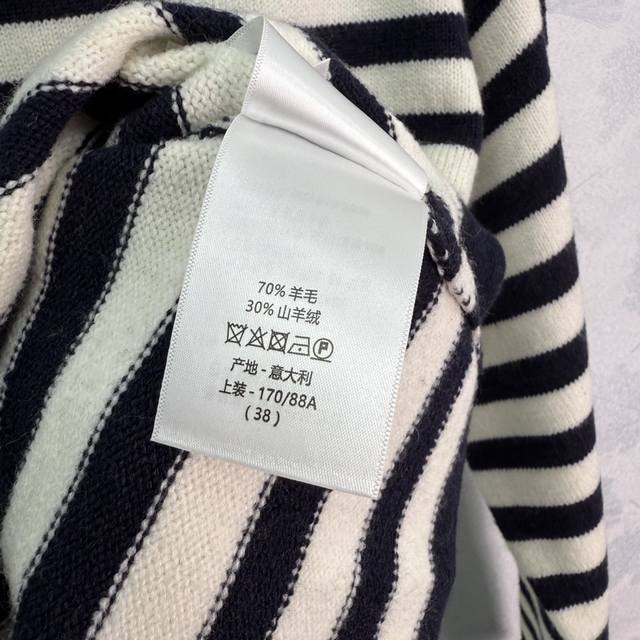 70% 羊毛
30% 山羊绒
产地 - 意大利
上装 - 170/88A
( 38 )